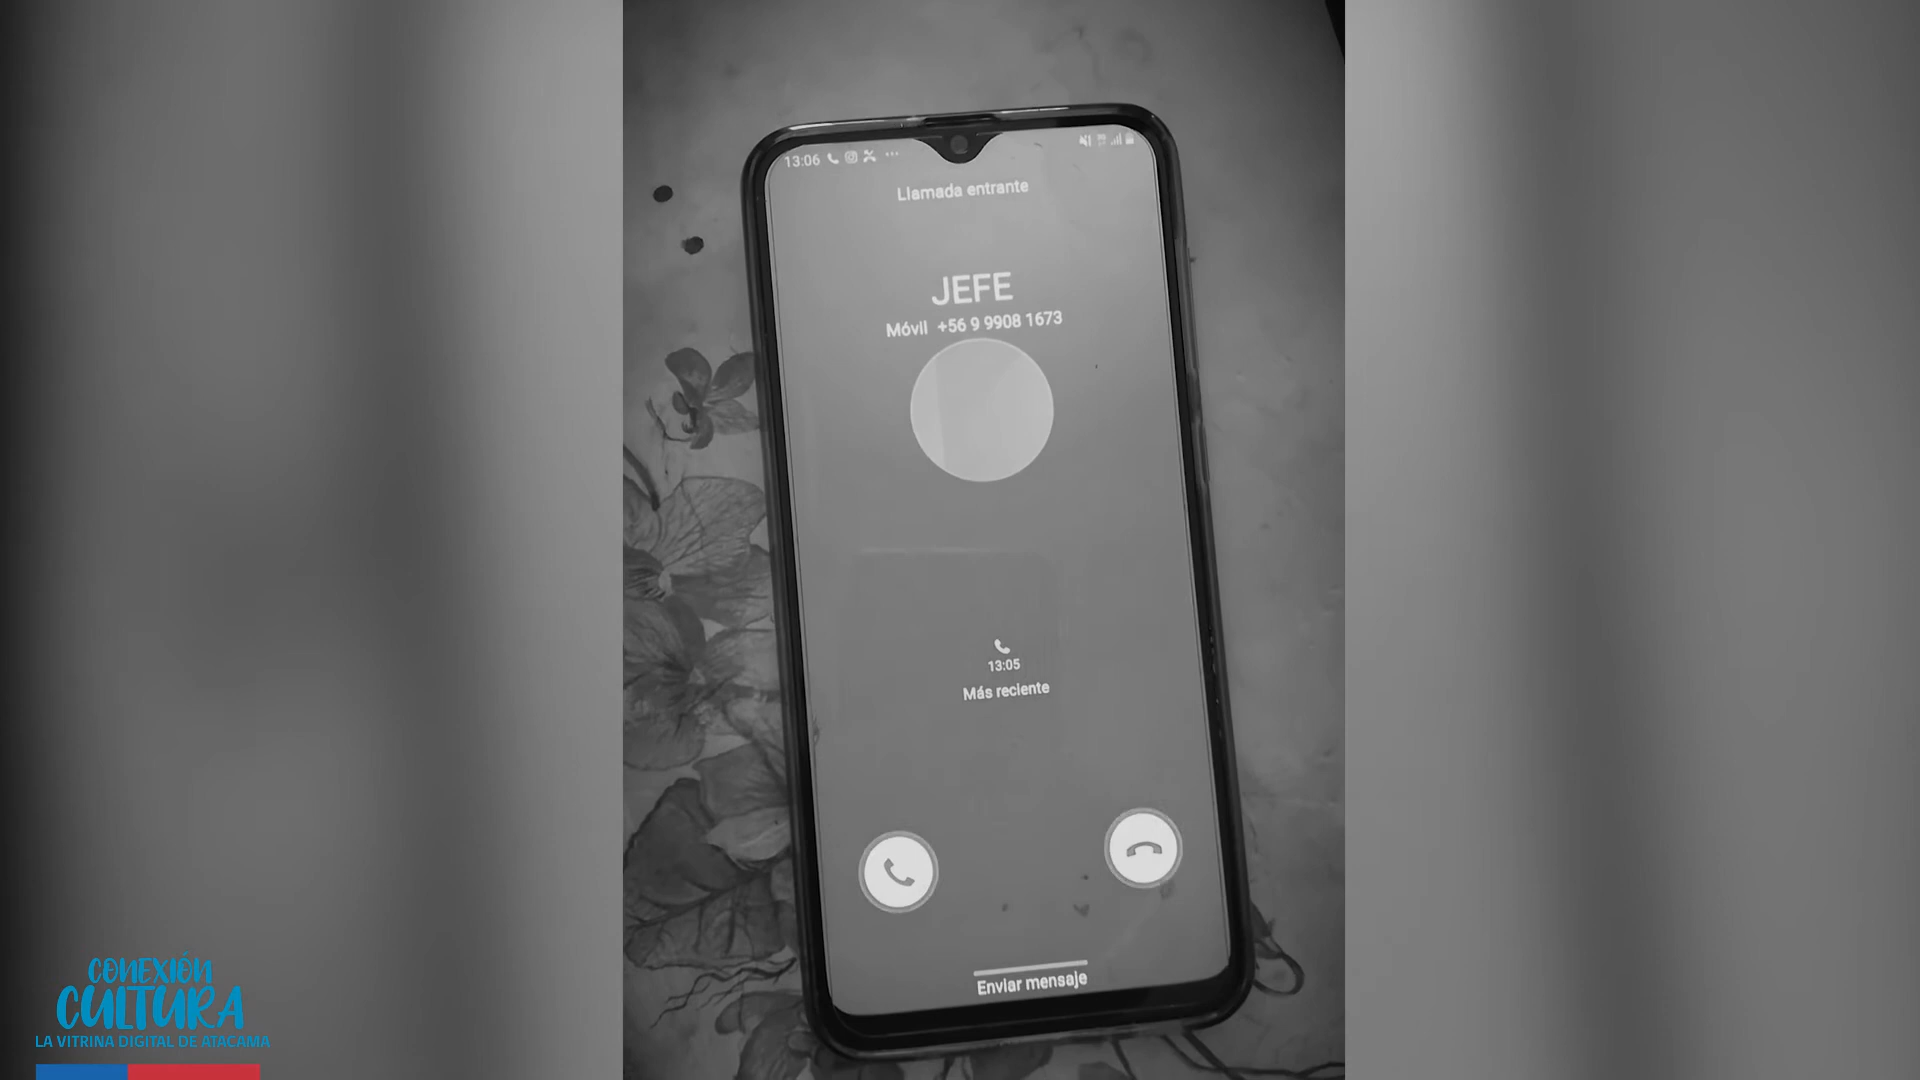 13:06
Llamada entrante
JEFE
Móvil +56 9 9908 1673
13:05
Más reciente
Enviar mensaje
CONEXIÓN
CULTURA
LA VITRINA DIGITAL DE ATACAMA